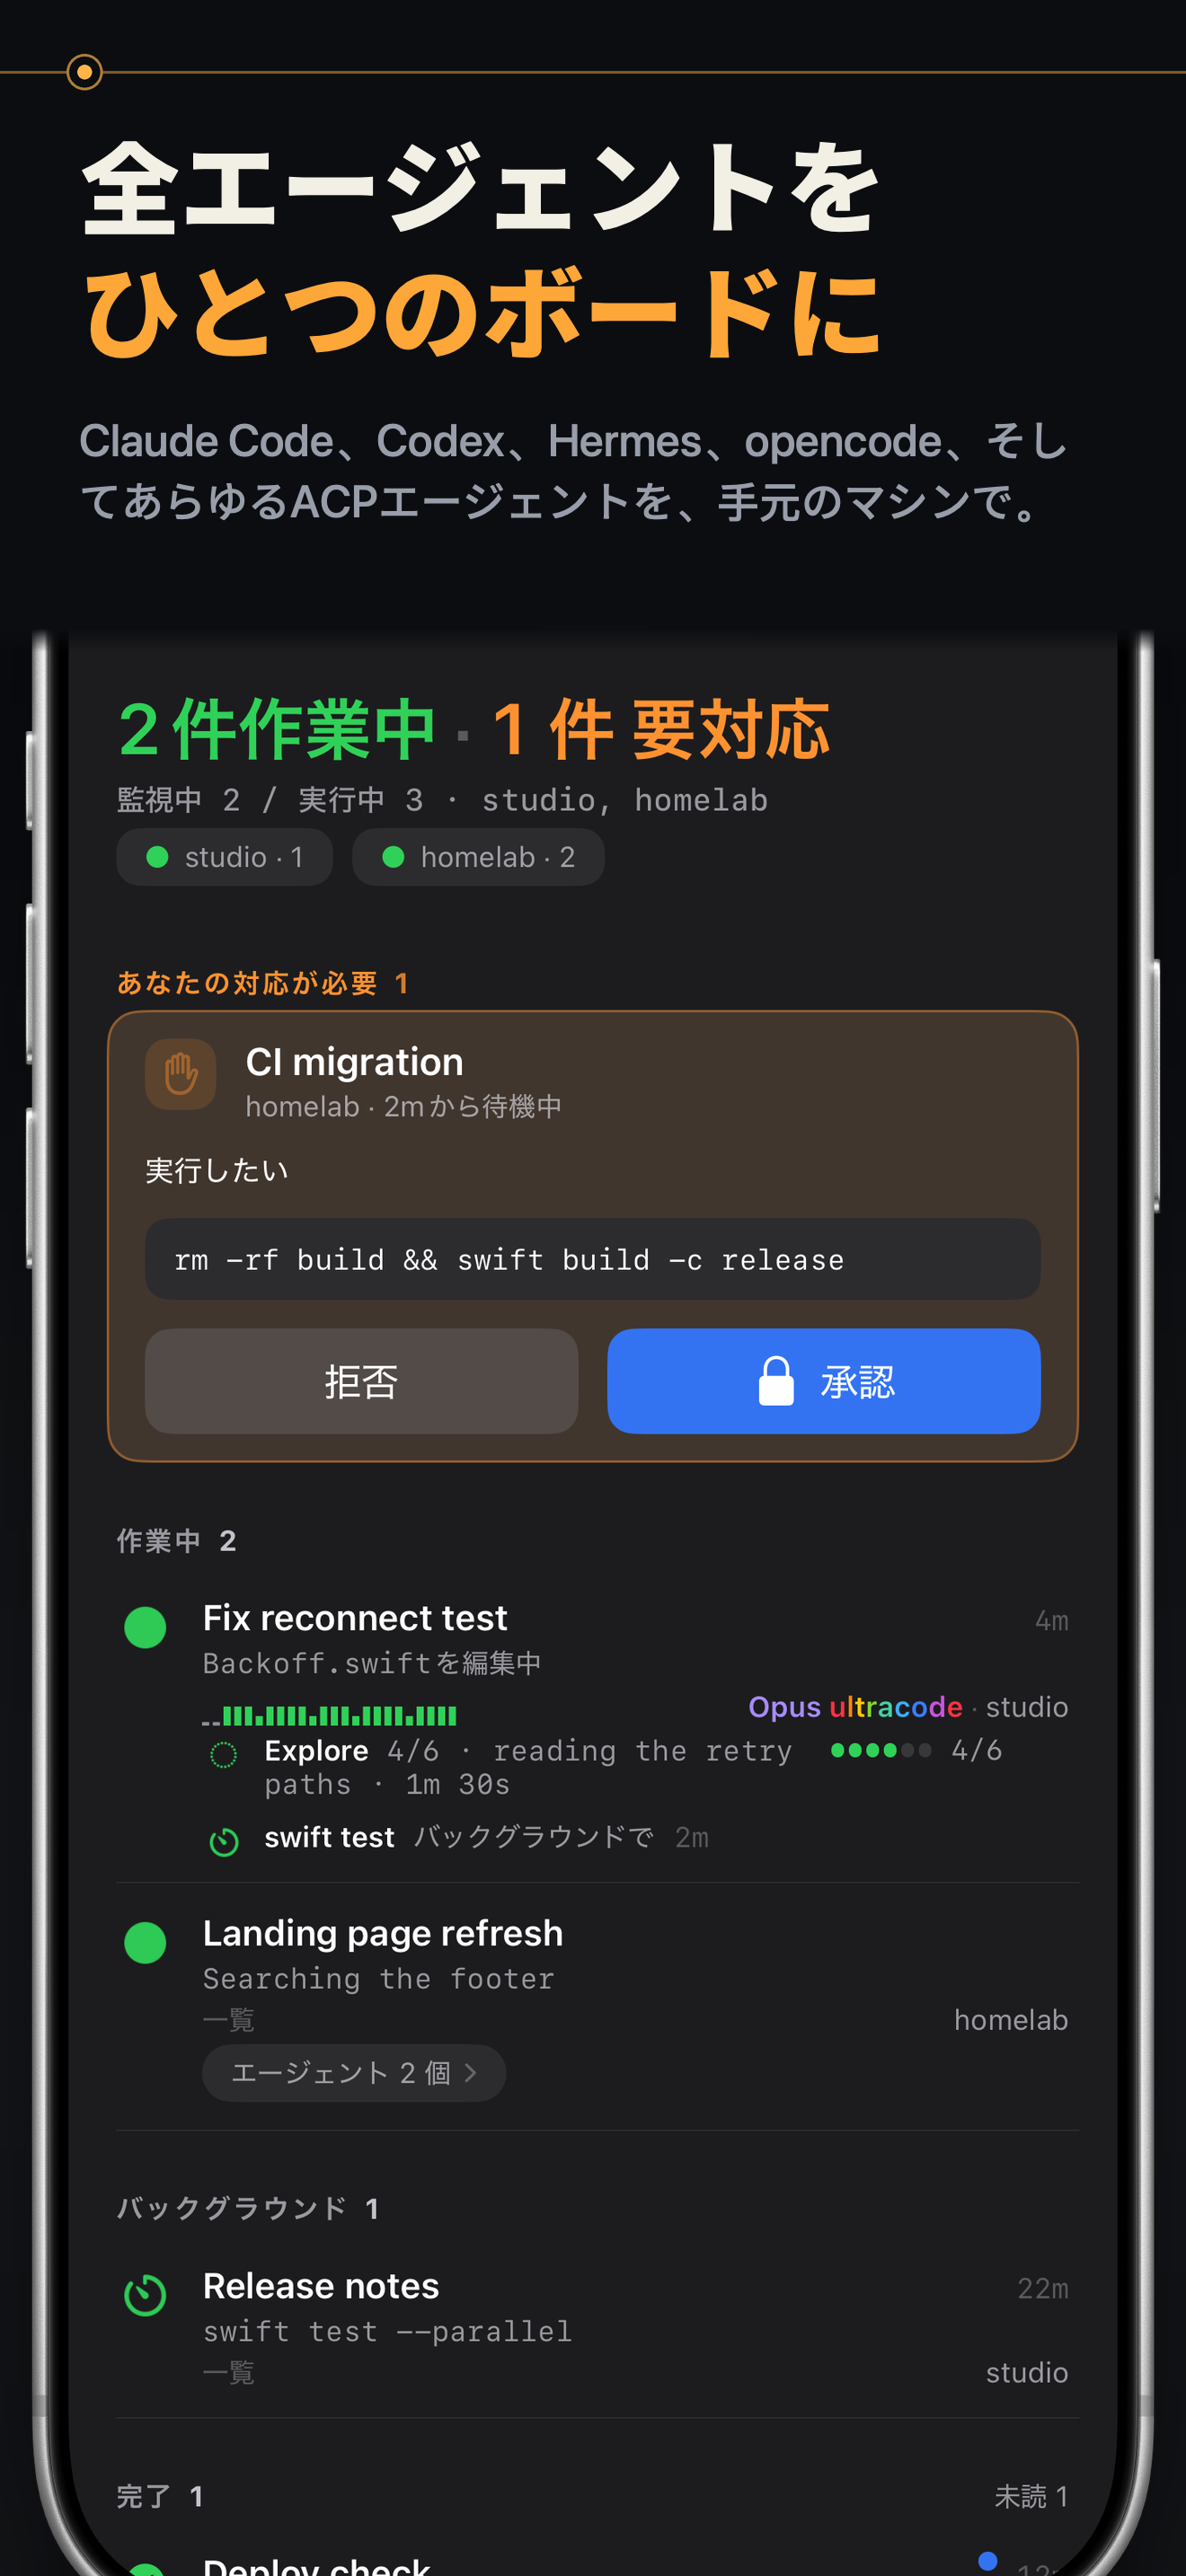 全エージェントを
ひとつのボードに
Claude Code、Codex、Hermes、opencode、そし
てあらゆるACPエージェントを、手元のマシンで。
2件作業中 · 1 件 要対応
監視中 2 / 実行中 3 · studio, homelab
studio · 1
homelab · 2
あなたの対応が必要 1
CI migration
homelab · 2mから待機中
実行したい
rm -rf build && swift build -c release
拒否
承認
作業中 2
Fix reconnect test 4m
Backoff.swiftを編集中
Opus ultracode · studio
Explore 4/6 · reading the retry 4/6
paths · 1m 30s
swift test バックグラウンドで 2m
Landing page refresh
Searching the footer
一覧 homelab
エージェント 2 個 >
バックグラウンド 1
Release notes 22m
swift test --parallel
一覧 studio
完了 1 未読 1
Deploy check